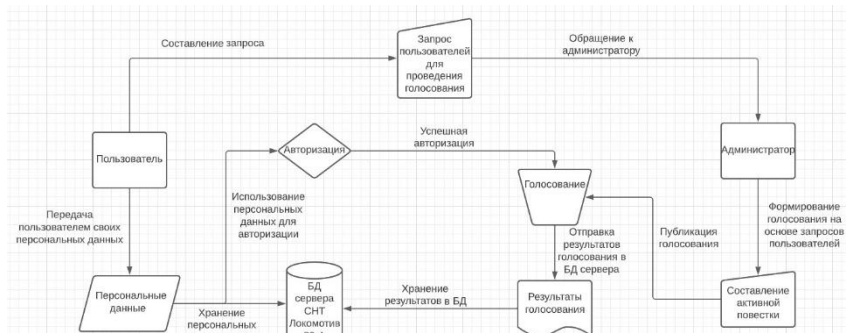 Составление запроса
Запрос
пользователей
для
проведения
голосования
Обращение к
администратору
Пользователь
Авторизация
Успешная
авторизация
Администратор
Голосование
Передача
пользователем своих
персональных данных
Использование
персональных
данных для
авторизации
Отправка
результатов
голосования в
БД сервера
Публикация
голосования
Формирование
голосования на
основе запросов
пользователей
Персональные
данные
Хранение
персональных
БД
сервера
СНТ
Локомотив
Хранение
результатов в БД
Результаты
голосования
Составление
активной
повестки